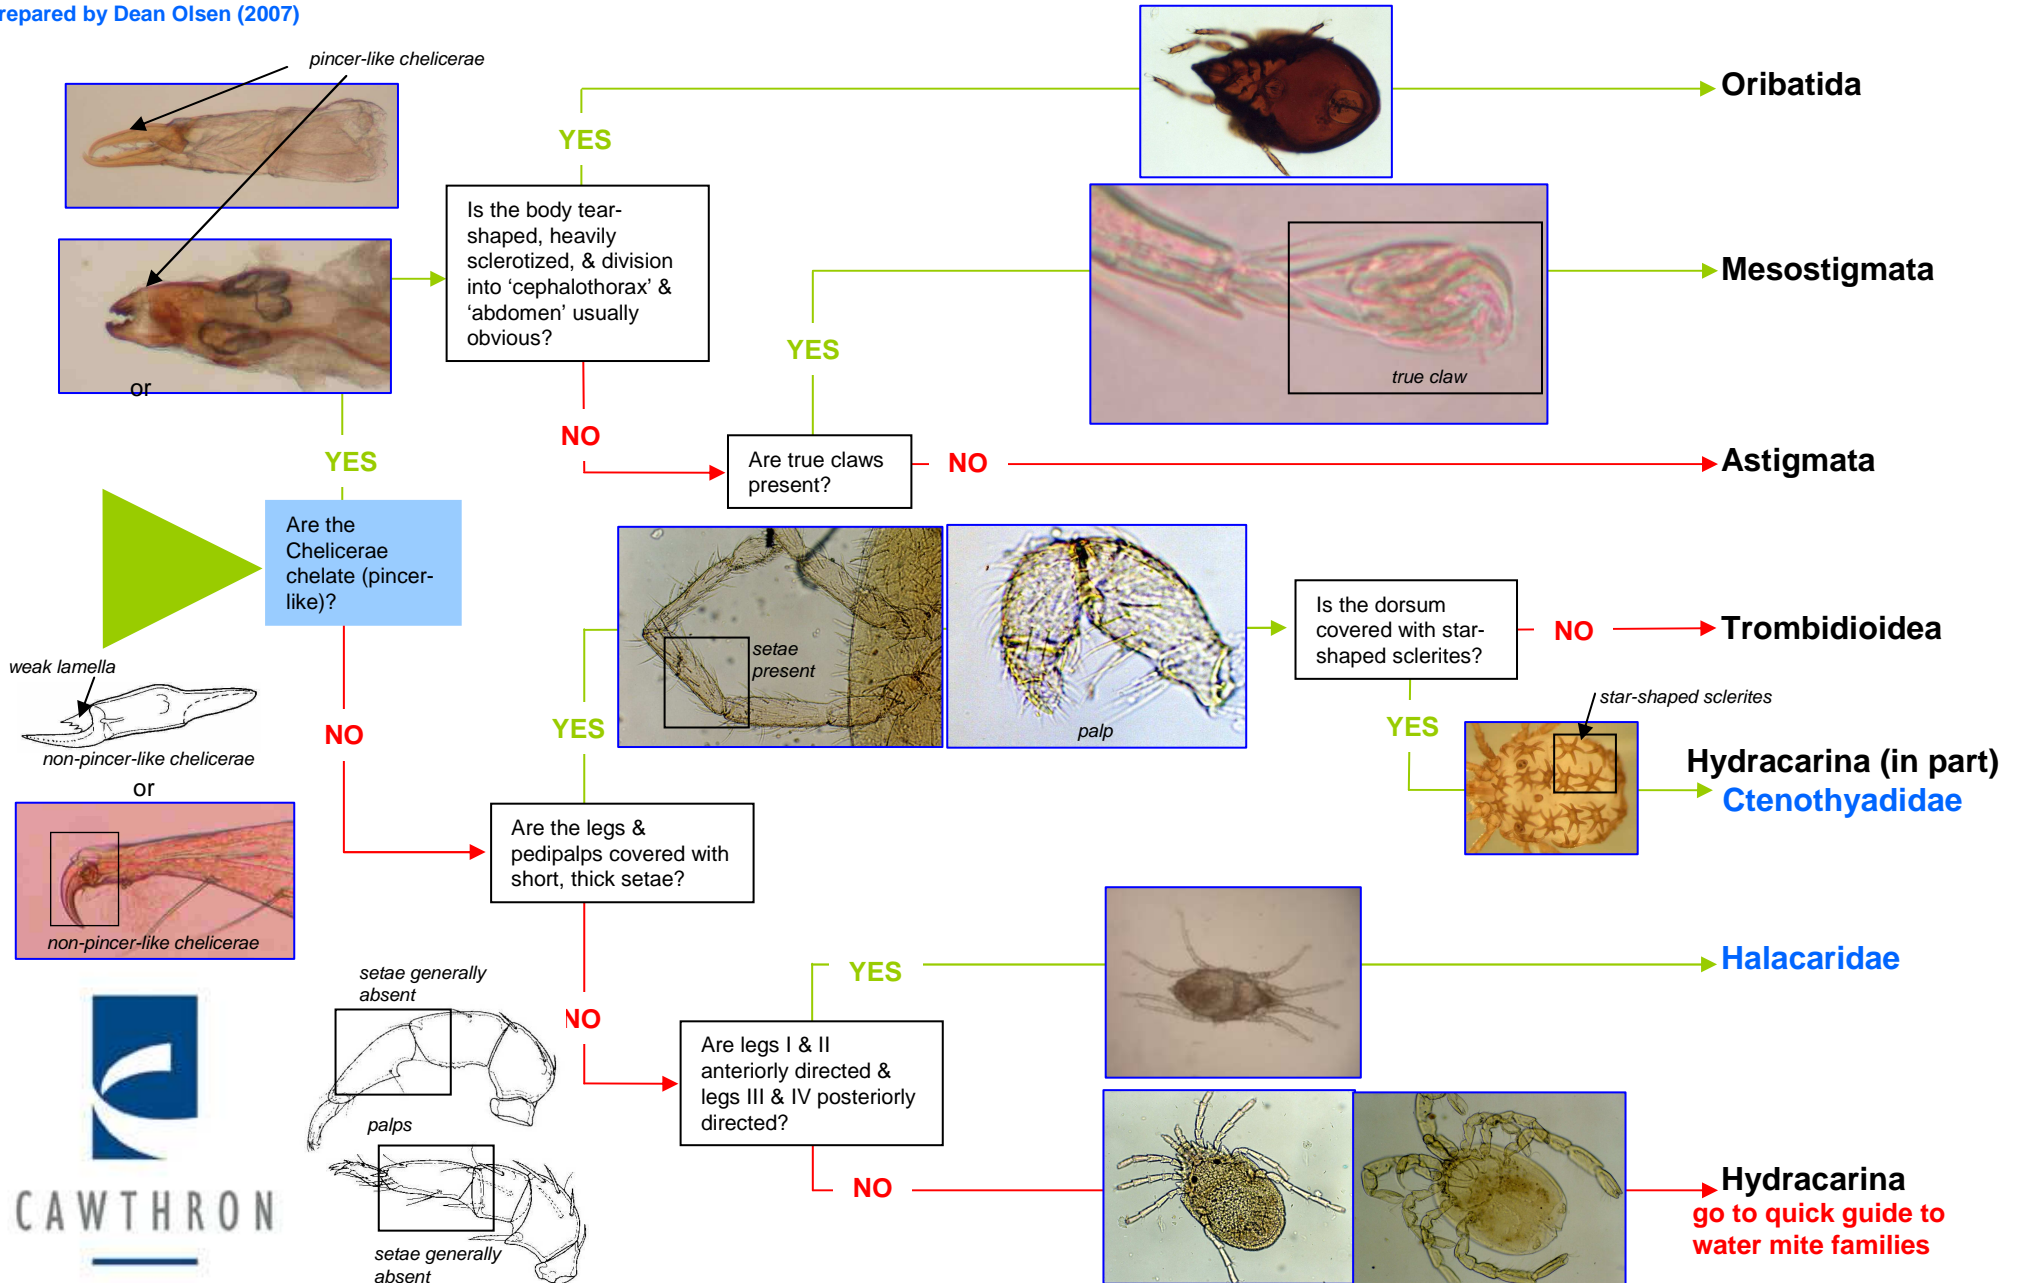 repared by Dean Olsen (2007)
pincer-like chelicerae
or
YES
Is the body tear-
shaped, heavily
sclerotized, & division
into ‘cephalothorax’ &
‘abdomen’ usually
obvious?
YES
Oribatida
NO
Are true claws
present?
YES
true claw
Mesostigmata
NO
Astigmata
Are the
Chelicerae
chelate (pincer-
like)?
weak lamella
non-pincer-like chelicerae
or
non-pincer-like chelicerae
NO
Are the legs &
pedipalps covered with
short, thick setae?
YES
setae
present
palp
Is the dorsum
covered with star-
shaped sclerites?
NO
Trombidioidea
YES
star-shaped sclerites
Hydracarina (in part)
Ctenothyadidae
NO
setae generally
absent
palps
setae generally
absent
Are legs I & II
anteriorly directed &
legs III & IV posteriorly
directed?
YES
Halacaridae
NO
Hydracarina
go to quick guide to
water mite families
CAWTHRON